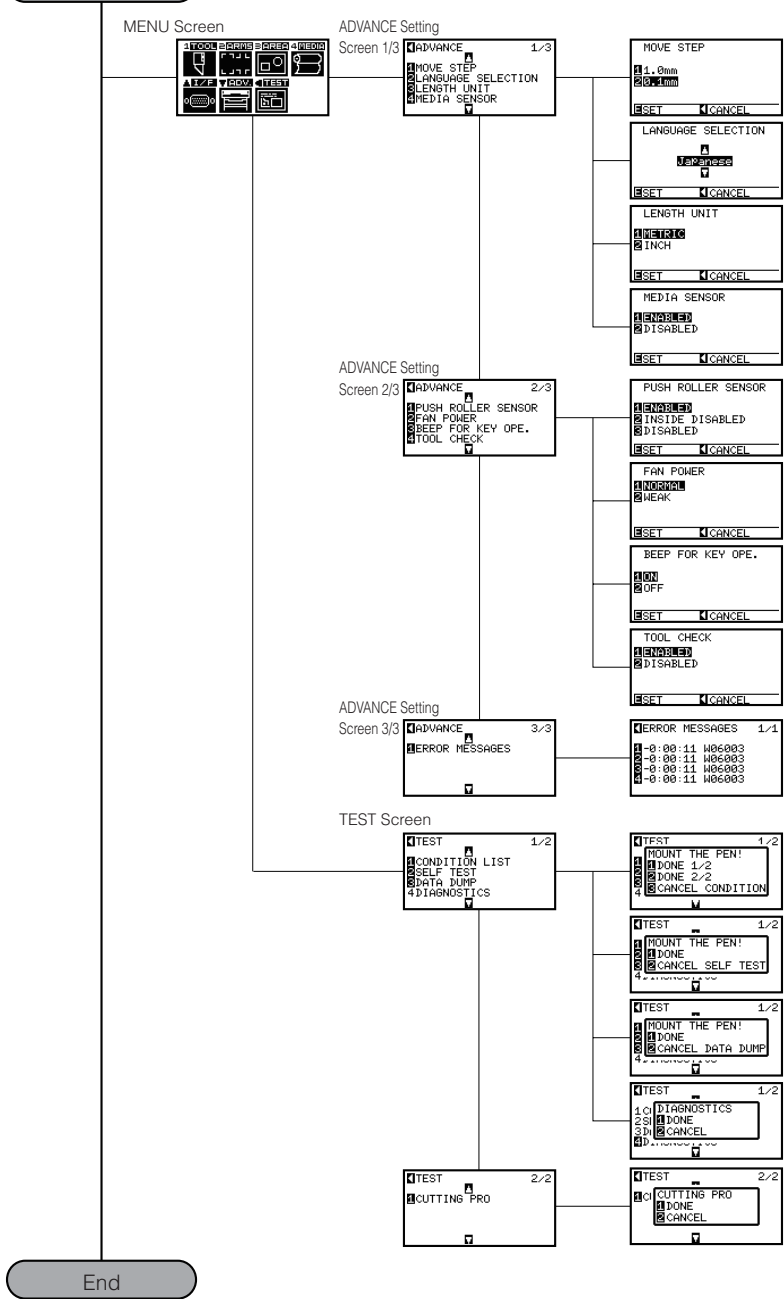 MENU Screen
1 TOOL 2 ARMS 3 AREA 4 MEDIA
▲ I/F ▼ ADV. ◀ TEST
ADVANCE Setting
Screen 1/3
◀ADVANCE 1/3
▲
1 MOVE STEP
2 LANGUAGE SELECTION
3 LENGTH UNIT
4 MEDIA SENSOR
▼
MOVE STEP
1 1.0mm
2 0.1mm
E SET ◀ CANCEL
LANGUAGE SELECTION
▲
Japanese
▼
E SET ◀ CANCEL
LENGTH UNIT
1 METRIC
2 INCH
E SET ◀ CANCEL
MEDIA SENSOR
1 ENABLED
2 DISABLED
E SET ◀ CANCEL
ADVANCE Setting
Screen 2/3
◀ADVANCE 2/3
▲
1 PUSH ROLLER SENSOR
2 FAN POWER
3 BEEP FOR KEY OPE.
4 TOOL CHECK
▼
PUSH ROLLER SENSOR
1 ENABLED
2 INSIDE DISABLED
3 DISABLED
E SET ◀ CANCEL
FAN POWER
1 NORMAL
2 WEAK
E SET ◀ CANCEL
BEEP FOR KEY OPE.
1 ON
2 OFF
E SET ◀ CANCEL
TOOL CHECK
1 ENABLED
2 DISABLED
E SET ◀ CANCEL
ADVANCE Setting
Screen 3/3
◀ADVANCE 3/3
▲
1 ERROR MESSAGES
▼
◀ERROR MESSAGES 1/1
1 -0:00:11 W06003
2 -0:00:11 W06003
3 -0:00:11 W06003
4 -0:00:11 W06003
TEST Screen
◀TEST 1/2
▲
1 CONDITION LIST
2 SELF TEST
3 DATA DUMP
4 DIAGNOSTICS
▼
◀TEST 1/2
MOUNT THE PEN!
1 DONE 1/2
2 DONE 2/2
3 CANCEL CONDITION
◀TEST 1/2
MOUNT THE PEN!
1 DONE
2 CANCEL SELF TEST
▼
◀TEST 1/2
MOUNT THE PEN!
1 DONE
2 CANCEL DATA DUMP
▼
◀TEST 1/2
DIAGNOSTICS
1 DONE
2 CANCEL
▼
◀TEST 2/2
▲
1 CUTTING PRO
▼
◀TEST 2/2
CUTTING PRO
1 DONE
2 CANCEL
▼
End